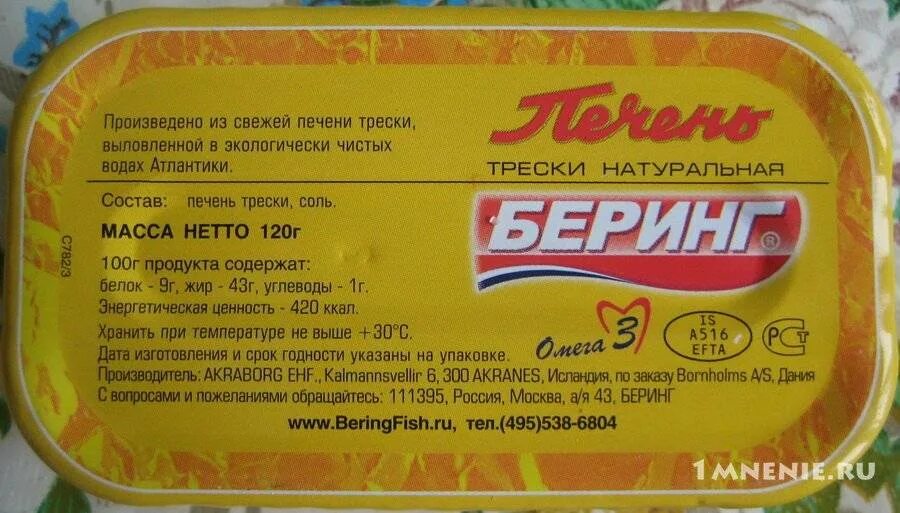 Произведено из свежей печени трески,
выловленной в экологически чистых
водах Атлантики.
Печень
ТРЕСКИ НАТУРАЛЬНАЯ
Состав: печень трески, соль.
МАССА НЕТТО 120г
БЕРИНГ®
100г продукта содержат:
белок - 9г, жир - 43г, углеводы - 1г.
Энергетическая ценность - 420 ккал.
Хранить при температуре не выше +30°С.
Дата изготовления и срок годности указаны на упаковке.
Омега 3
IS
A516
EFTA
РСТ
Производитель: AKRABORG EHF., Kalmannsvellir 6, 300 AKRANES, Исландия, по заказу Bornholms A/S, Дания
С вопросами и пожеланиями обращайтесь: 111395, Россия, Москва, а/я 43, БЕРИНГ
www.BeringFish.ru, тел.(495)538-6804
C782/3
1MNENIE.RU